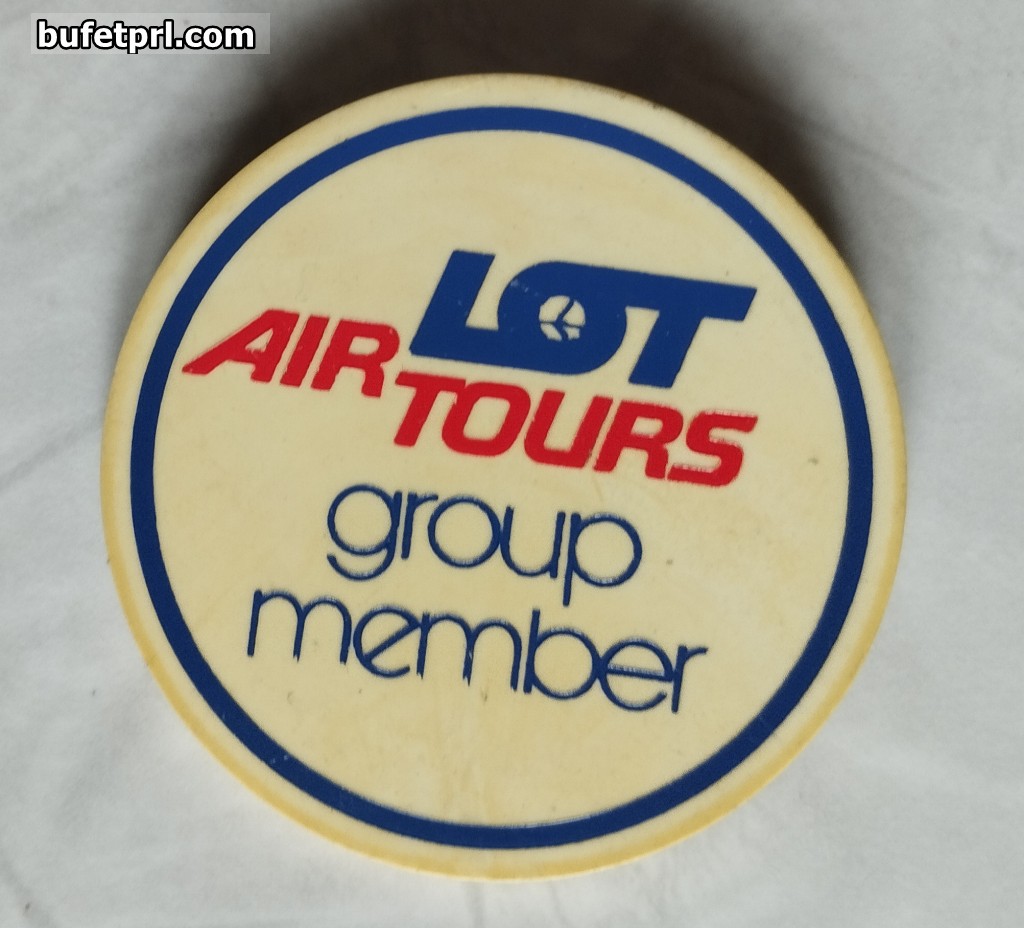 bufetprl.com
LOT
AIR TOURS
group
member